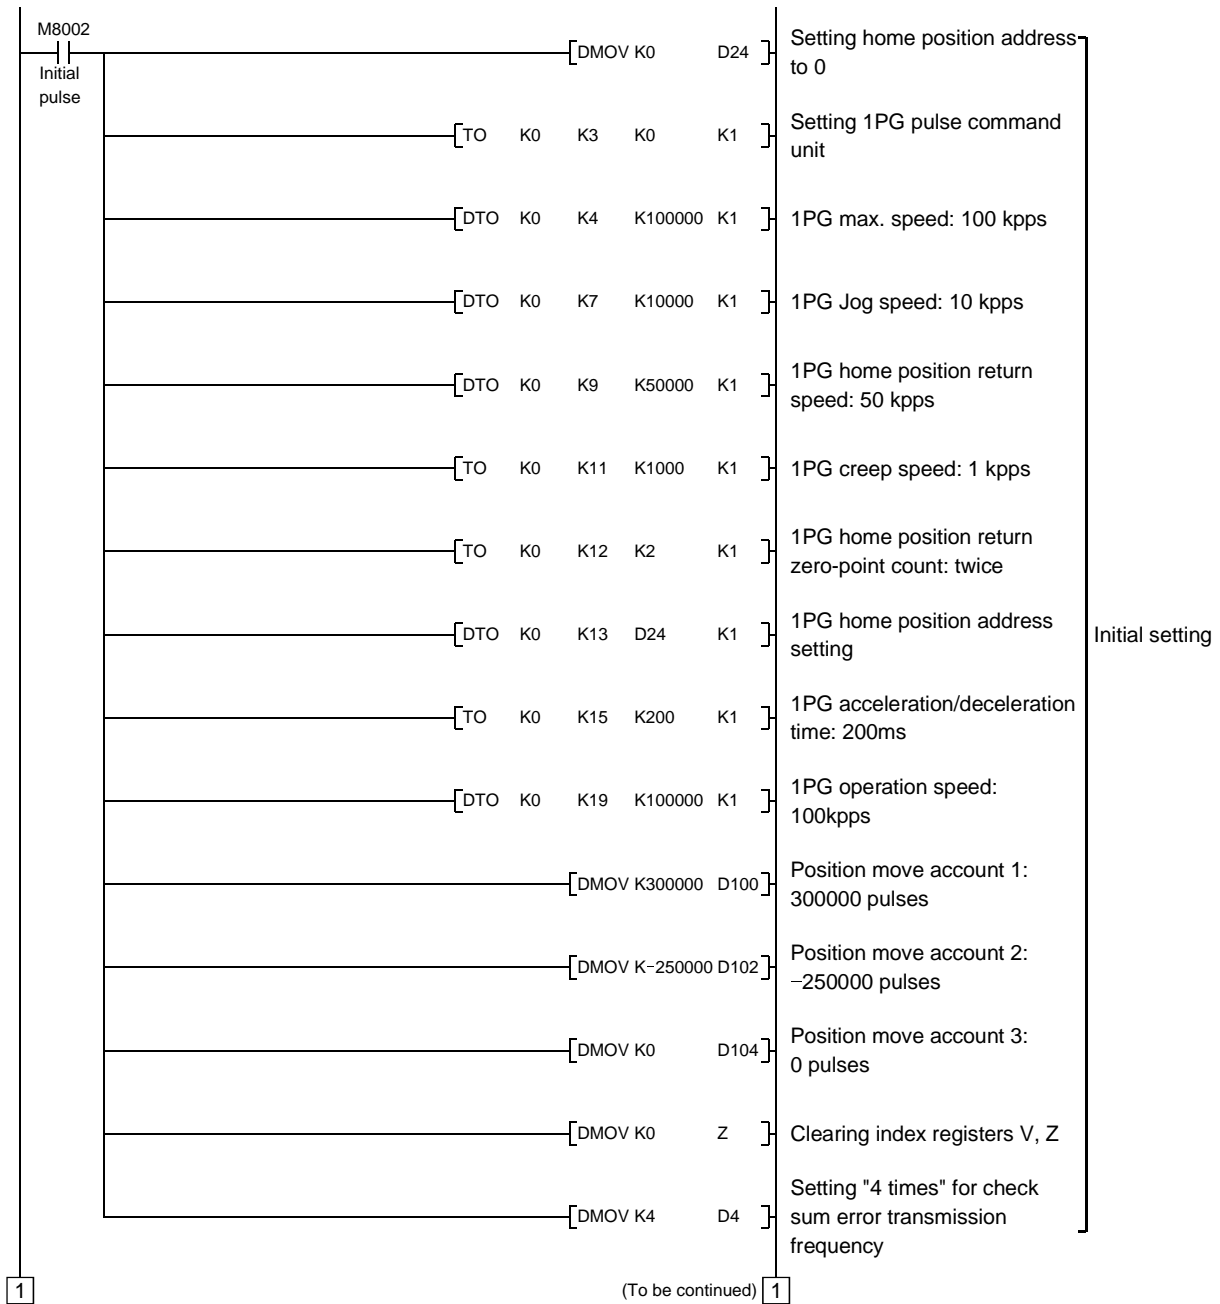 M8002
Initial
pulse
DMOV K0 D24
Setting home position address
to 0
TO K0 K3 K0 K1
Setting 1PG pulse command
unit
DTO K0 K4 K100000 K1
1PG max. speed: 100 kpps
DTO K0 K7 K10000 K1
1PG Jog speed: 10 kpps
DTO K0 K9 K50000 K1
1PG home position return
speed: 50 kpps
TO K0 K11 K1000 K1
1PG creep speed: 1 kpps
TO K0 K12 K2 K1
1PG home position return
zero-point count: twice
DTO K0 K13 D24 K1
1PG home position address
setting
Initial setting
TO K0 K15 K200 K1
1PG acceleration/deceleration
time: 200ms
DTO K0 K19 K100000 K1
1PG operation speed:
100kpps
DMOV K300000 D100
Position move account 1:
300000 pulses
DMOV K−250000 D102
Position move account 2:
−250000 pulses
DMOV K0 D104
Position move account 3:
0 pulses
DMOV K0 Z
Clearing index registers V, Z
DMOV K4 D4
Setting "4 times" for check
sum error transmission
frequency
1
(To be continued) 1